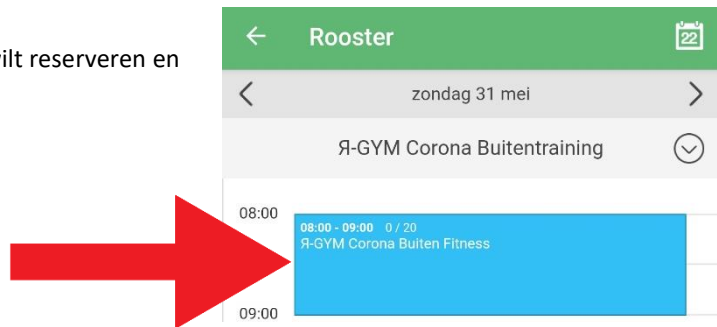 ilt reserveren en
Rooster
22
zondag 31 mei
Я-GYM Corona Buitentraining
08:00
08:00 - 09:00 0 / 20
Я-GYM Corona Buiten Fitness
09:00